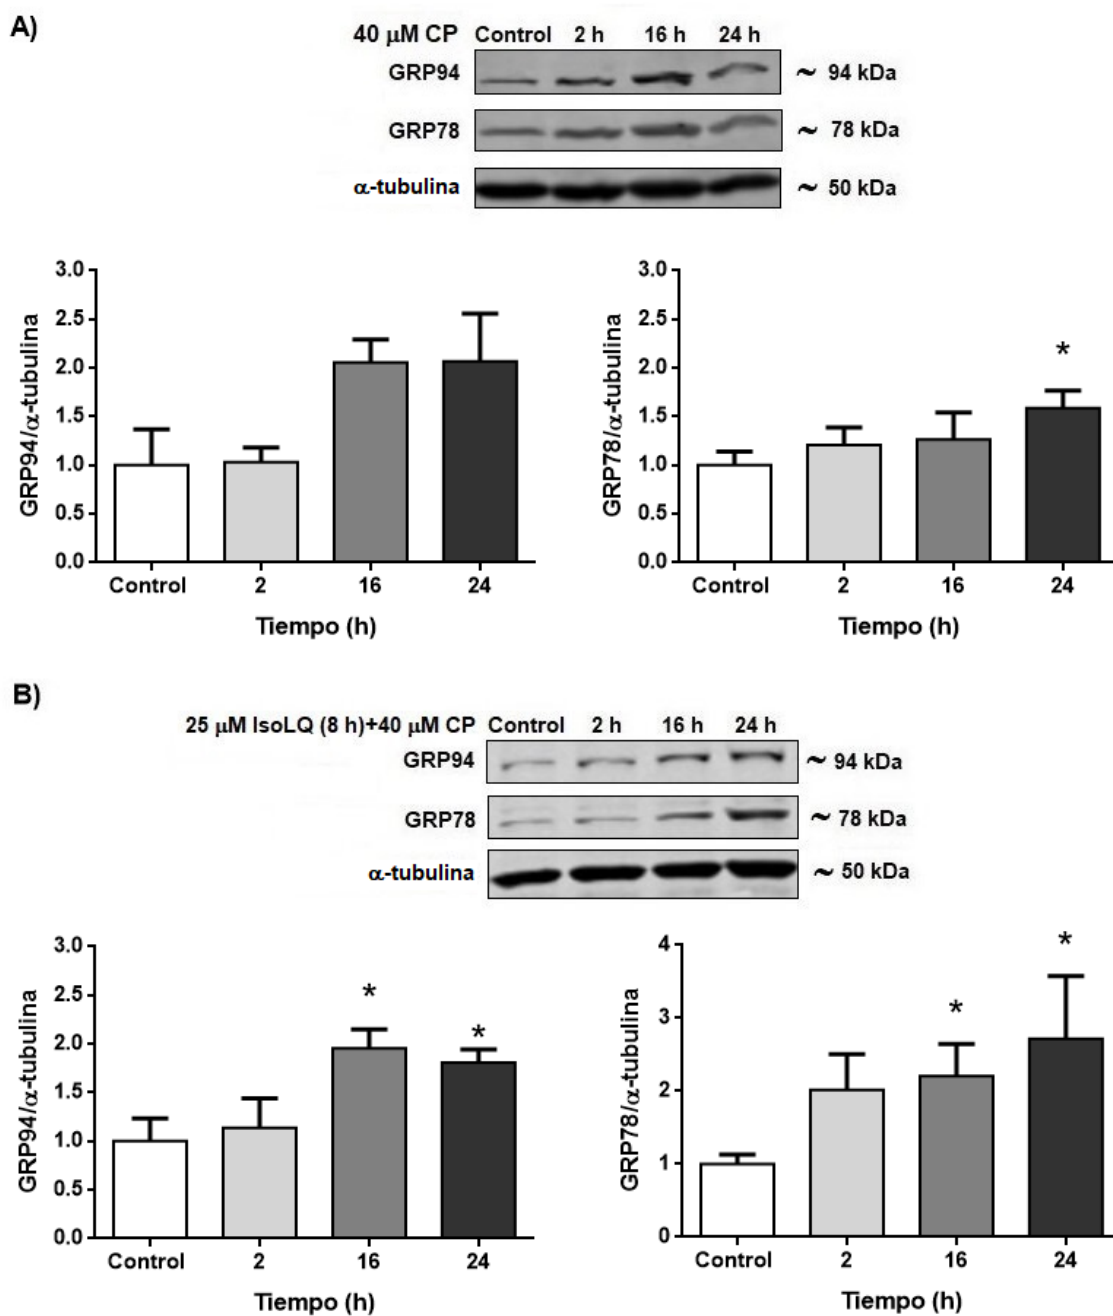 A)
40 μM CP Control 2 h 16 h 24 h
GRP94 ~ 94 kDa
GRP78 ~ 78 kDa
α-tubulina ~ 50 kDa
GRP94/α-tubulina
3.0
2.5
2.0
1.5
1.0
0.5
0.0
Control 2 16 24
Tiempo (h)
GRP78/α-tubulina
3.0
2.5
2.0
1.5
1.0
0.5
0.0
*
Control 2 16 24
Tiempo (h)
B)
25 μM IsoLQ (8 h)+40 μM CP Control 2 h 16 h 24 h
GRP94 ~ 94 kDa
GRP78 ~ 78 kDa
α-tubulina ~ 50 kDa
GRP94/α-tubulina
3.0
2.5
2.0
1.5
1.0
0.5
0.0
* *
Control 2 16 24
Tiempo (h)
GRP78/α-tubulina
4
3
2
1
0
* *
Control 2 16 24
Tiempo (h)